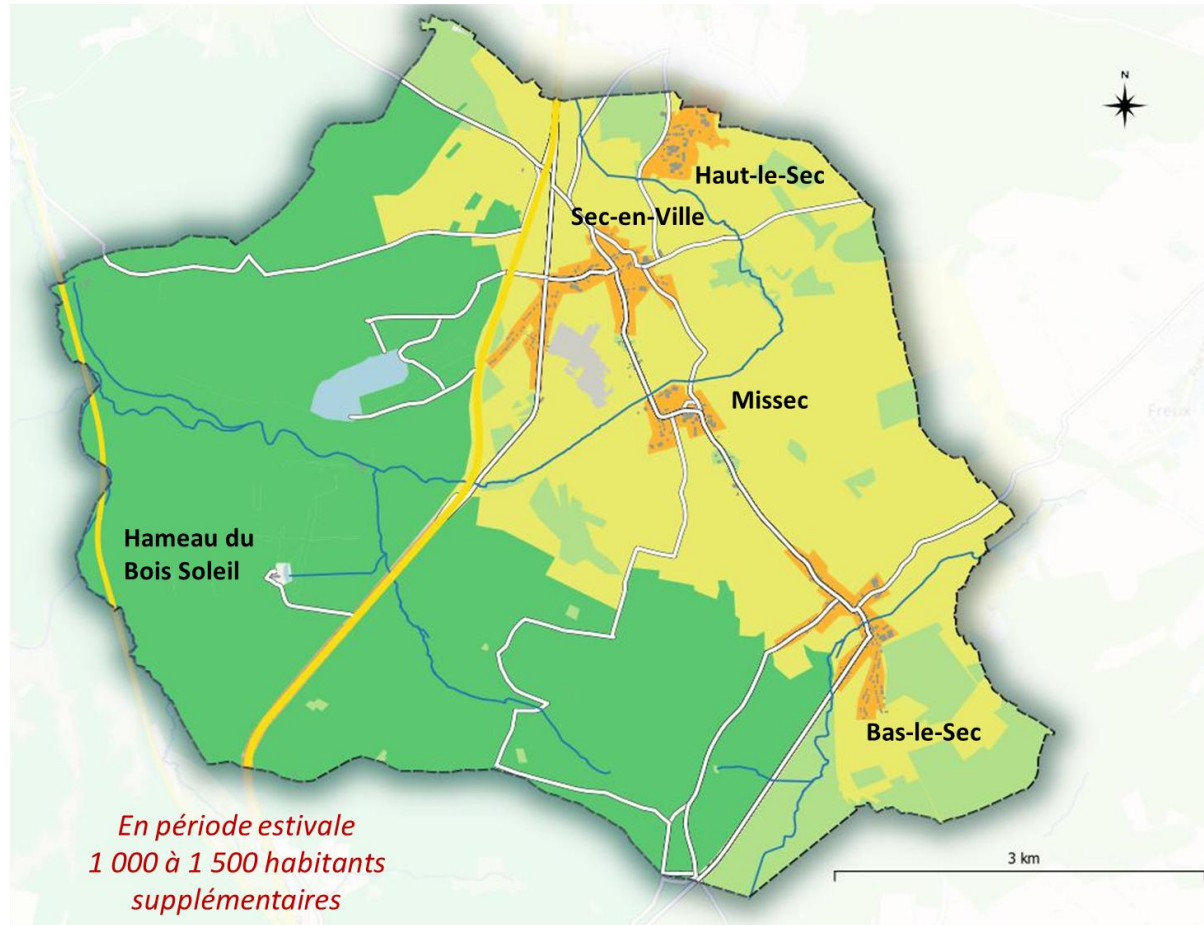 N
Haut-le-Sec
Sec-en-Ville
Missec
Freux
Hameau du
Bois Soleil
Bas-le-Sec
En période estivale
1 000 à 1 500 habitants
supplémentaires
3 km